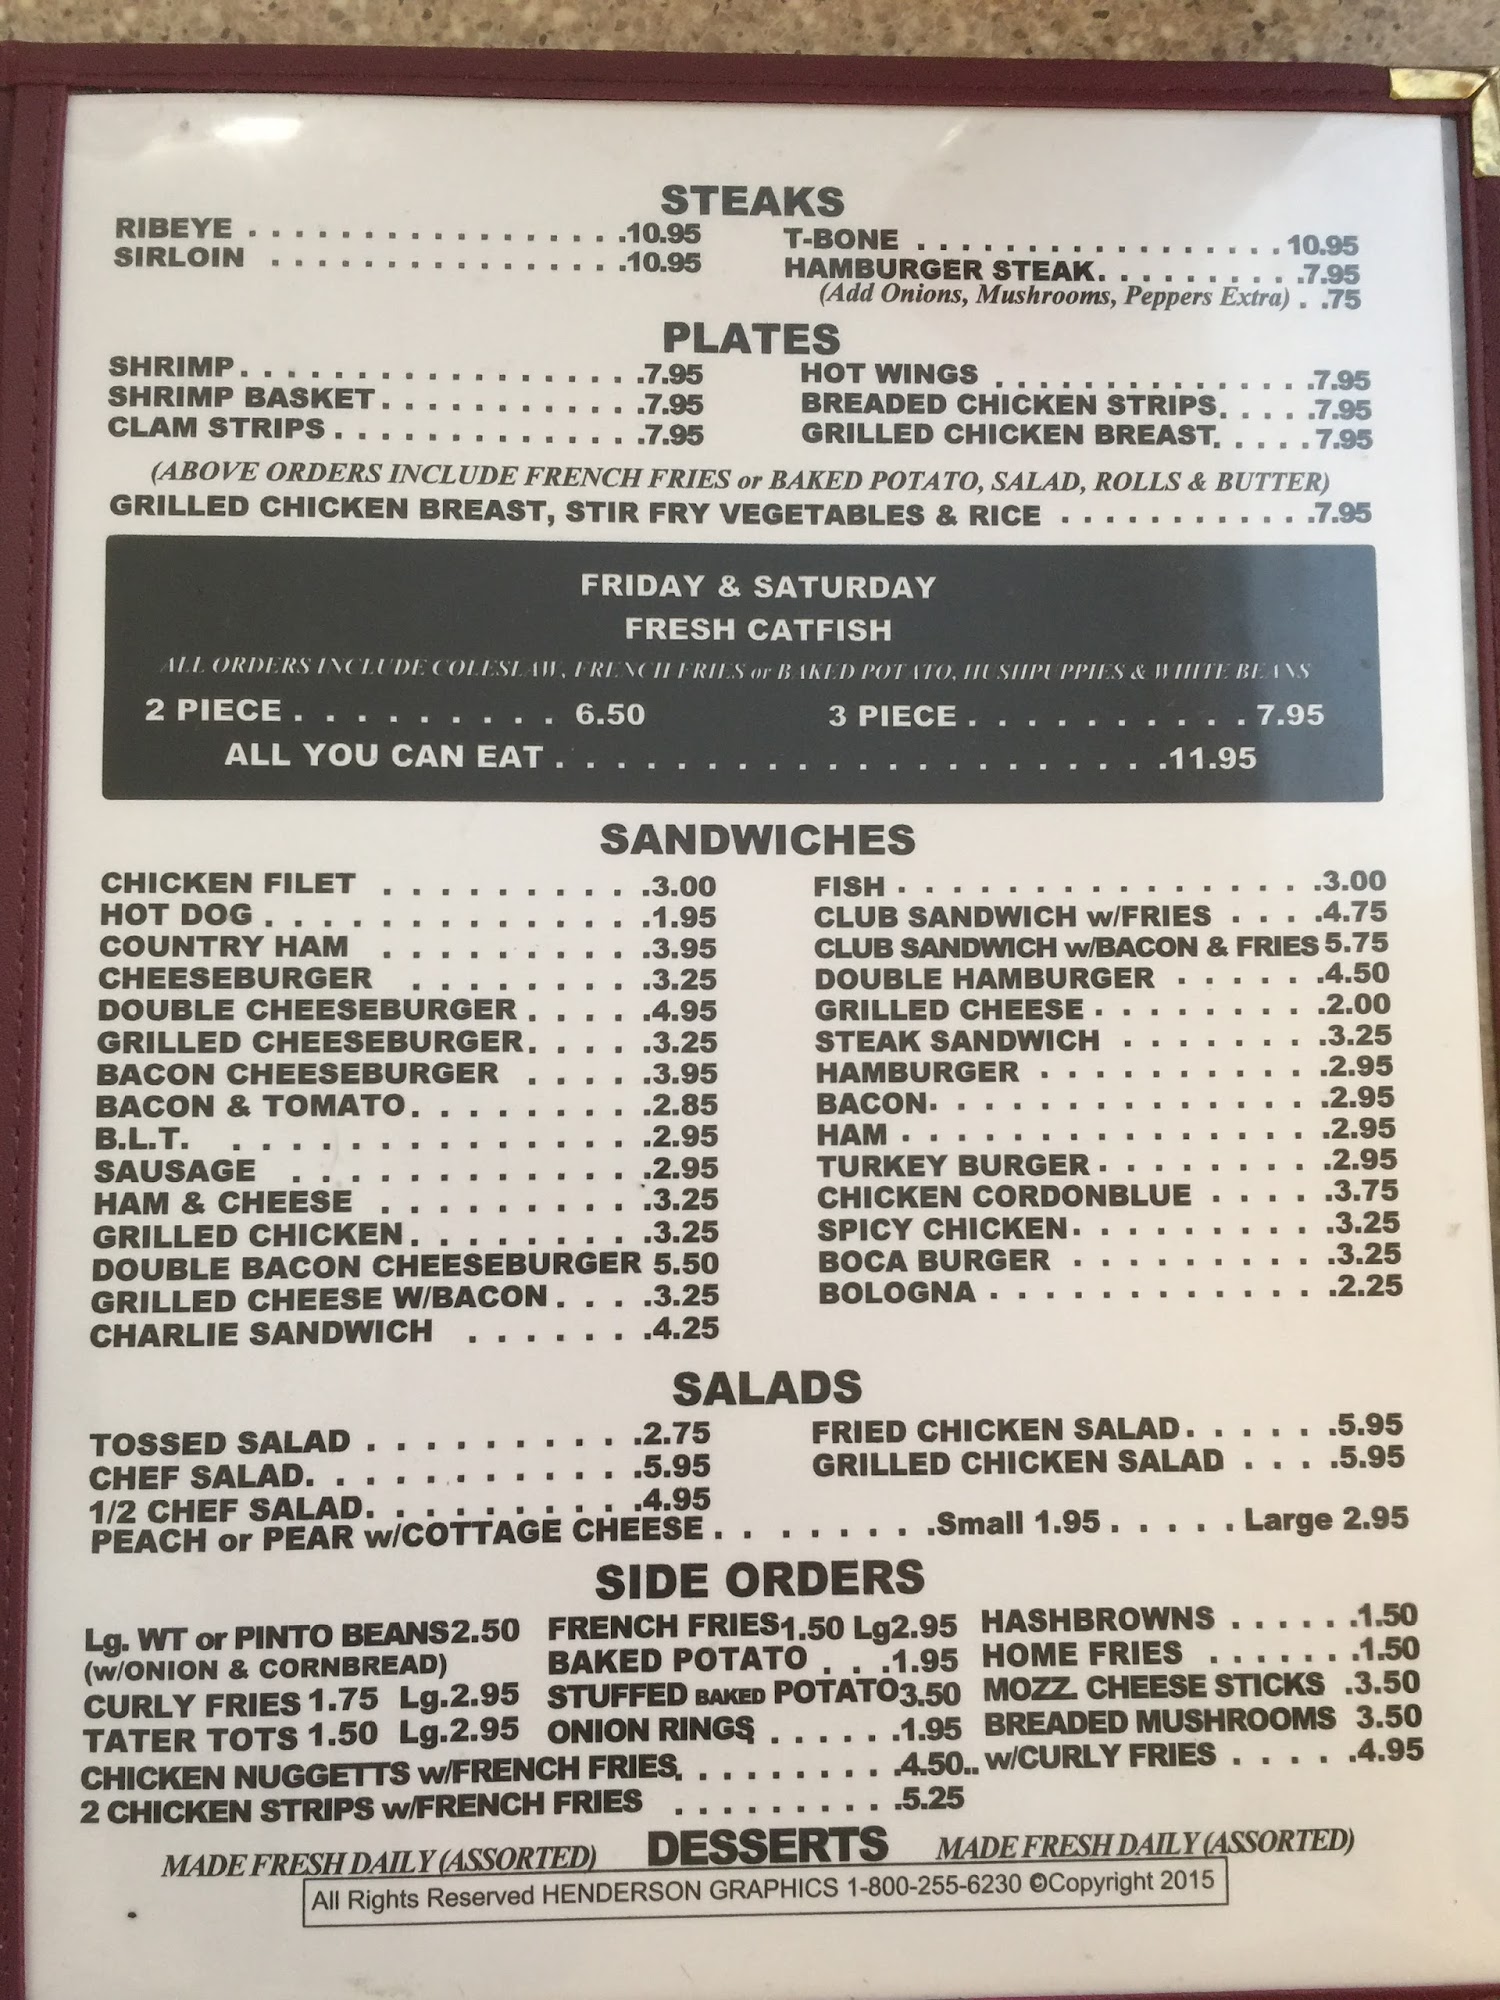 STEAKS
RIBEYE . . . . . . . . . . . . . . . . . .10.95
SIRLOIN . . . . . . . . . . . . . . . . .10.95
T-BONE . . . . . . . . . . . . . . . . . 10.95
HAMBURGER STEAK. . . . . . . . . .7.95
(Add Onions, Mushrooms, Peppers Extra) . .75
PLATES
SHRIMP. . . . . . . . . . . . . . . . . . .7.95
SHRIMP BASKET. . . . . . . . . . . . .7.95
CLAM STRIPS. . . . . . . . . . . . . . .7.95
HOT WINGS . . . . . . . . . . . . . . .7.95
BREADED CHICKEN STRIPS. . . . .7.95
GRILLED CHICKEN BREAST. . . . .7.95
(ABOVE ORDERS INCLUDE FRENCH FRIES or BAKED POTATO, SALAD, ROLLS & BUTTER)
GRILLED CHICKEN BREAST, STIR FRY VEGETABLES & RICE . . . . . . . . . . . .7.95
FRIDAY & SATURDAY
FRESH CATFISH
ALL ORDERS INCLUDE COLESLAW, FRENCH FRIES or BAKED POTATO, HUSHPUPPIES & WHITE BEANS
2 PIECE . . . . . . . . . 6.50
3 PIECE . . . . . . . . . . 7.95
ALL YOU CAN EAT . . . . . . . . . . . . . . . . . . . . .11.95
SANDWICHES
CHICKEN FILET . . . . . . . . . .3.00
HOT DOG . . . . . . . . . . . . . .1.95
COUNTRY HAM . . . . . . . . . .3.95
CHEESEBURGER . . . . . . . . .3.25
DOUBLE CHEESEBURGER . . . . .4.95
GRILLED CHEESEBURGER. . . . .3.25
BACON CHEESEBURGER . . . . .3.95
BACON & TOMATO. . . . . . . . .2.85
B.L.T. . . . . . . . . . . . . . . .2.95
SAUSAGE . . . . . . . . . . . . .2.95
HAM & CHEESE . . . . . . . . . .3.25
GRILLED CHICKEN. . . . . . . . .3.25
DOUBLE BACON CHEESEBURGER 5.50
GRILLED CHEESE W/BACON . . . .3.25
CHARLIE SANDWICH . . . . . . .4.25
FISH . . . . . . . . . . . . . . . .3.00
CLUB SANDWICH w/FRIES . . . .4.75
CLUB SANDWICH w/BACON & FRIES 5.75
DOUBLE HAMBURGER . . . . . .4.50
GRILLED CHEESE . . . . . . . . .2.00
STEAK SANDWICH . . . . . . . .3.25
HAMBURGER . . . . . . . . . . .2.95
BACON. . . . . . . . . . . . . . .2.95
HAM . . . . . . . . . . . . . . . .2.95
TURKEY BURGER . . . . . . . . .2.95
CHICKEN CORDONBLUE . . . . .3.75
SPICY CHICKEN. . . . . . . . . .3.25
BOCA BURGER . . . . . . . . . .3.25
BOLOGNA . . . . . . . . . . . . .2.25
SALADS
TOSSED SALAD . . . . . . . . . . .2.75
CHEF SALAD. . . . . . . . . . . . .5.95
1/2 CHEF SALAD. . . . . . . . . . .4.95
FRIED CHICKEN SALAD. . . . . .5.95
GRILLED CHICKEN SALAD . . . .5.95
PEACH or PEAR w/COTTAGE CHEESE . . . . . . . .Small 1.95 . . . . . Large 2.95
SIDE ORDERS
Lg. WT or PINTO BEANS2.50
(w/ONION & CORNBREAD)
CURLY FRIES 1.75 Lg.2.95
TATER TOTS 1.50 Lg.2.95
FRENCH FRIES1.50 Lg2.95
BAKED POTATO . . .1.95
STUFFED BAKED POTATO3.50
ONION RINGS . . . . . .1.95
HASHBROWNS . . . . . .1.50
HOME FRIES . . . . . . .1.50
MOZZ. CHEESE STICKS .3.50
BREADED MUSHROOMS 3.50
CHICKEN NUGGETTS w/FRENCH FRIES. . . . . . . . . .4.50.. w/CURLY FRIES . . . . .4.95
2 CHICKEN STRIPS w/FRENCH FRIES . . . . . . . . .5.25
MADE FRESH DAILY (ASSORTED) DESSERTS MADE FRESH DAILY (ASSORTED)
All Rights Reserved HENDERSON GRAPHICS 1-800-255-6230 ©Copyright 2015